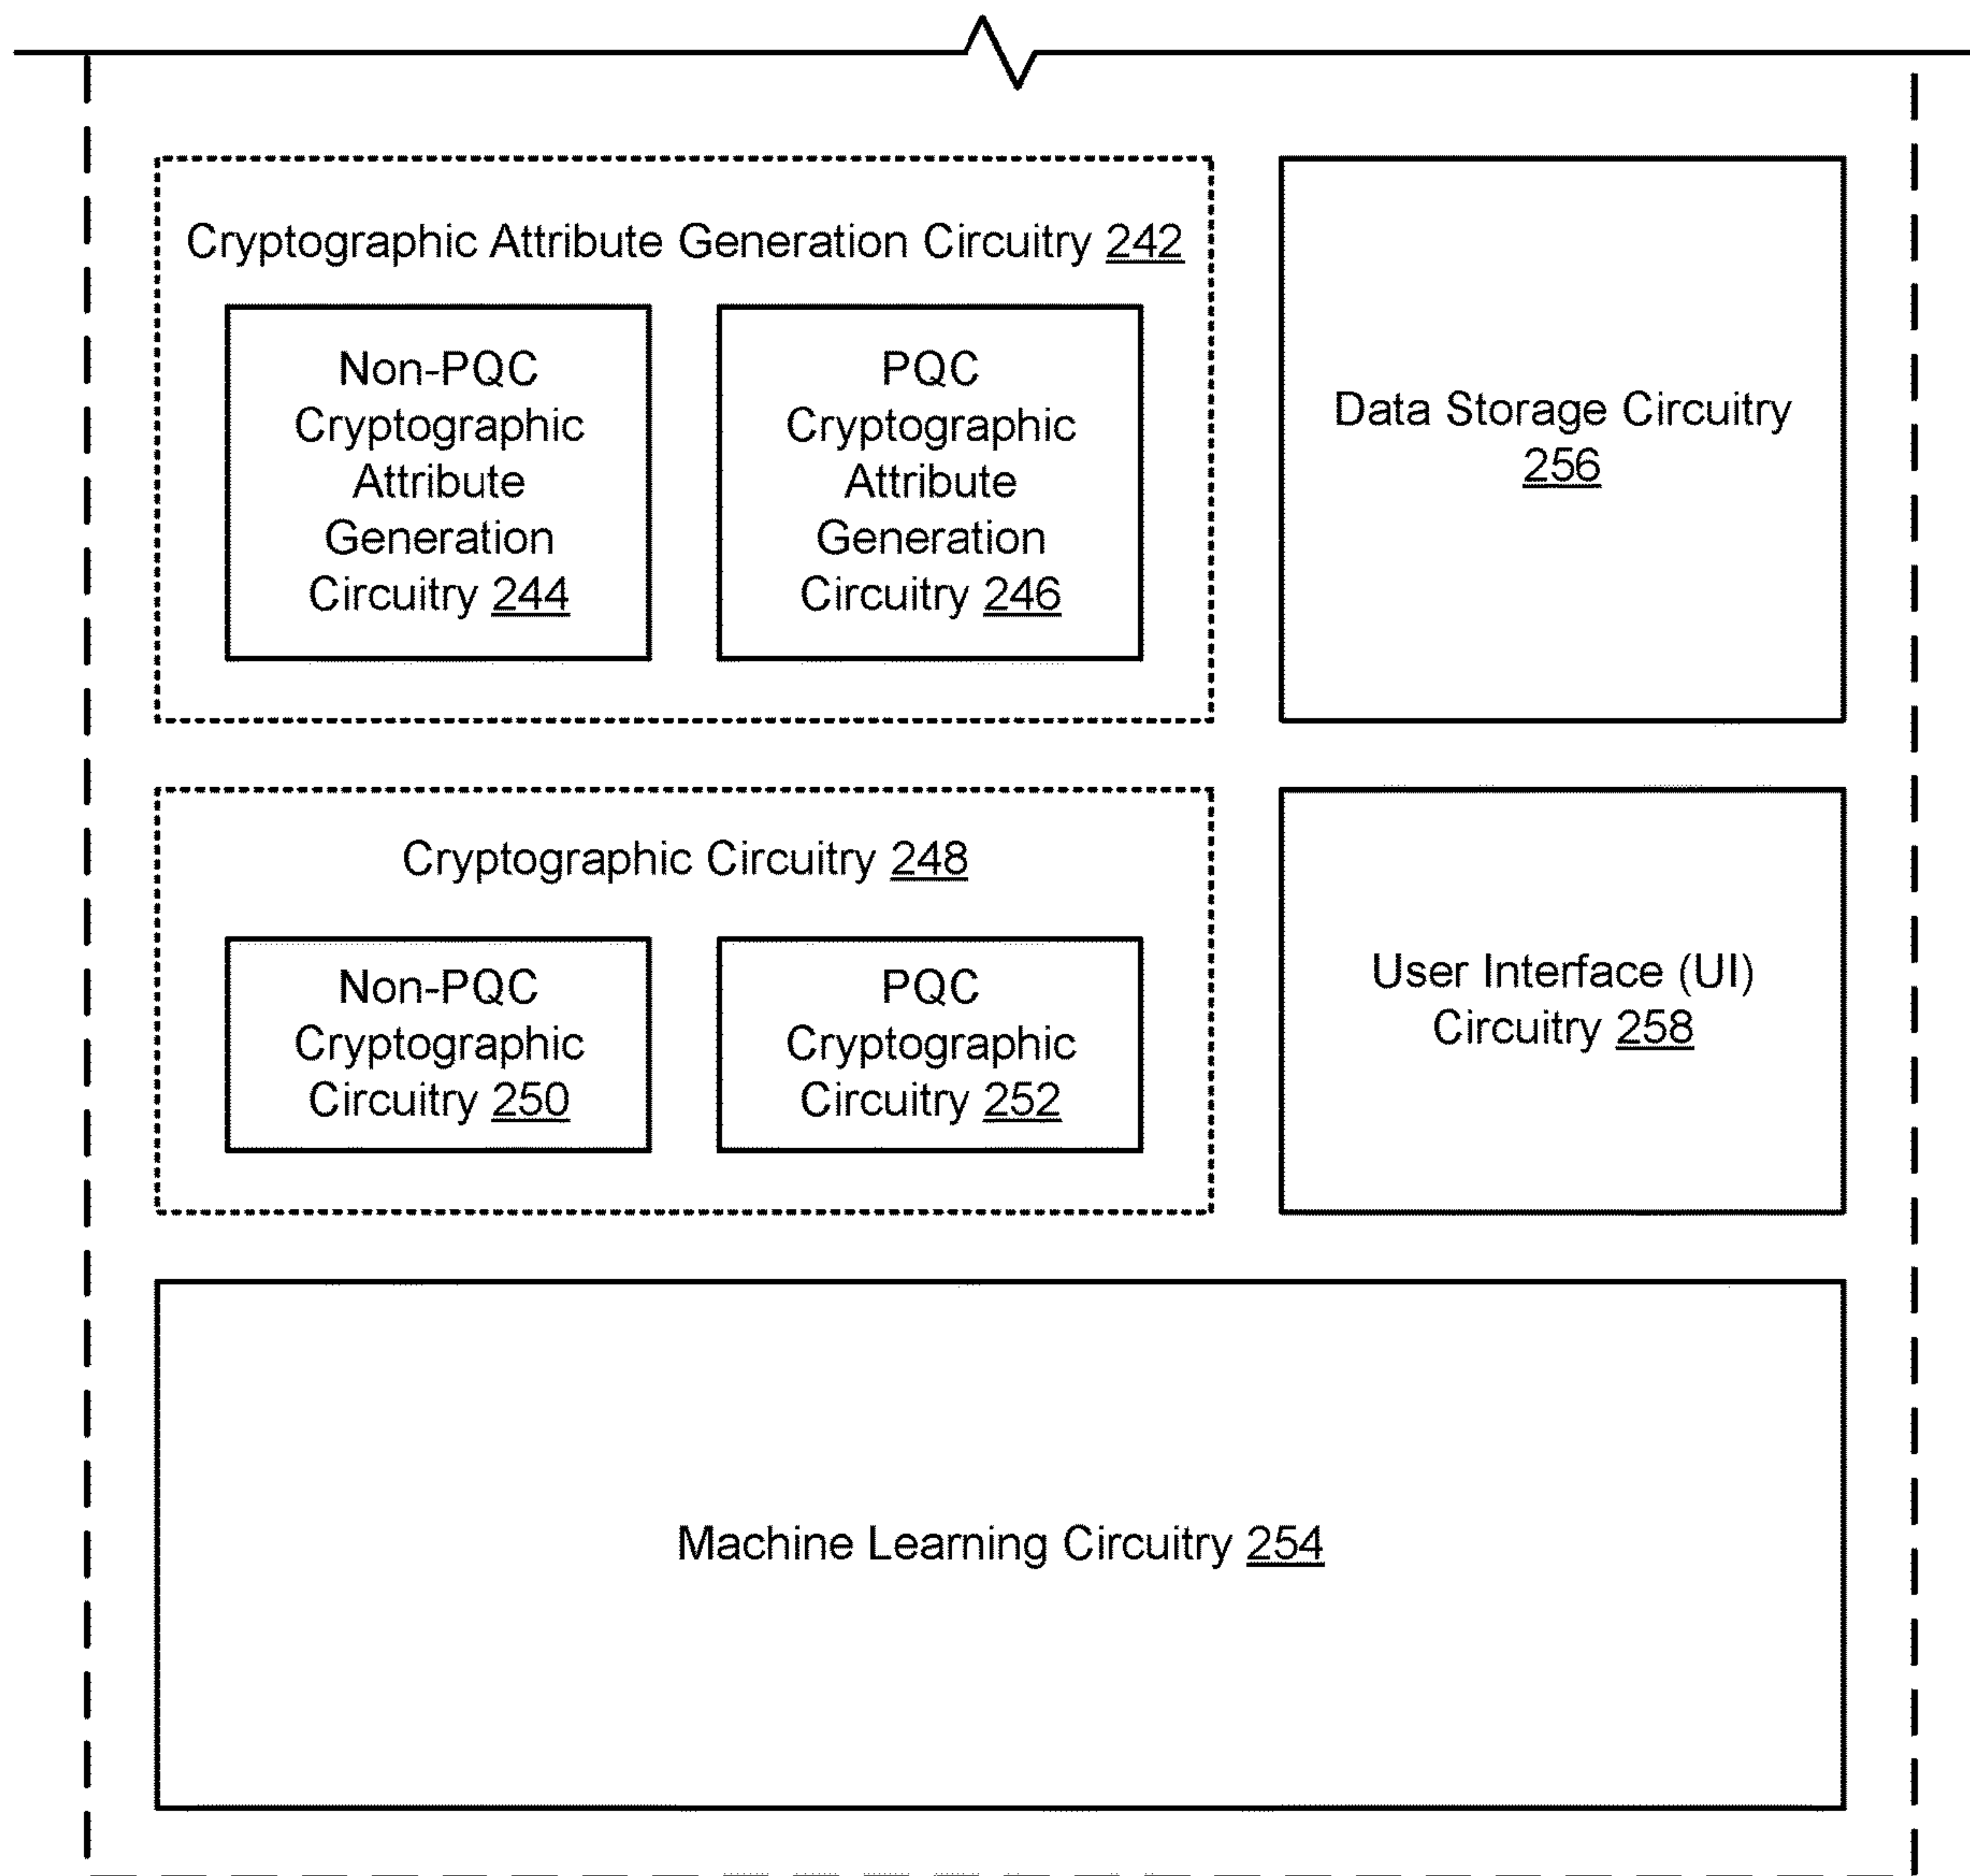 Cryptographic Attribute Generation Circuitry 242
Non-PQC
Cryptographic
Attribute
Generation
Circuitry 244
PQC
Cryptographic
Attribute
Generation
Circuitry 246
Data Storage Circuitry
256
Cryptographic Circuitry 248
Non-PQC
Cryptographic
Circuitry 250
PQC
Cryptographic
Circuitry 252
User Interface (UI)
Circuitry 258
Machine Learning Circuitry 254